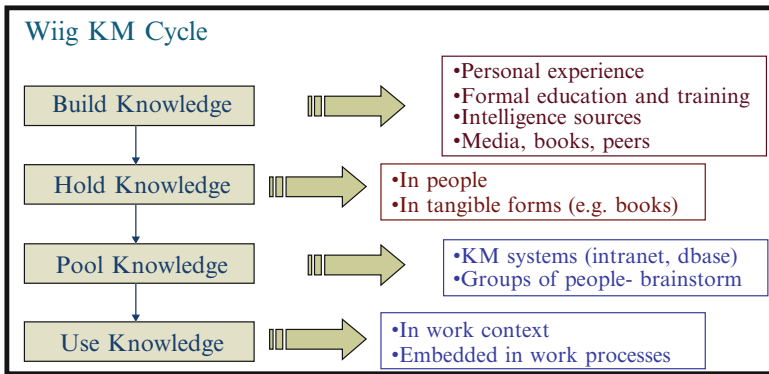 Wiig KM Cycle
Build Knowledge
•Personal experience
•Formal education and training
•Intelligence sources
•Media, books, peers
Hold Knowledge
•In people
•In tangible forms (e.g. books)
Pool Knowledge
•KM systems (intranet, dbase)
•Groups of people- brainstorm
Use Knowledge
•In work context
•Embedded in work processes